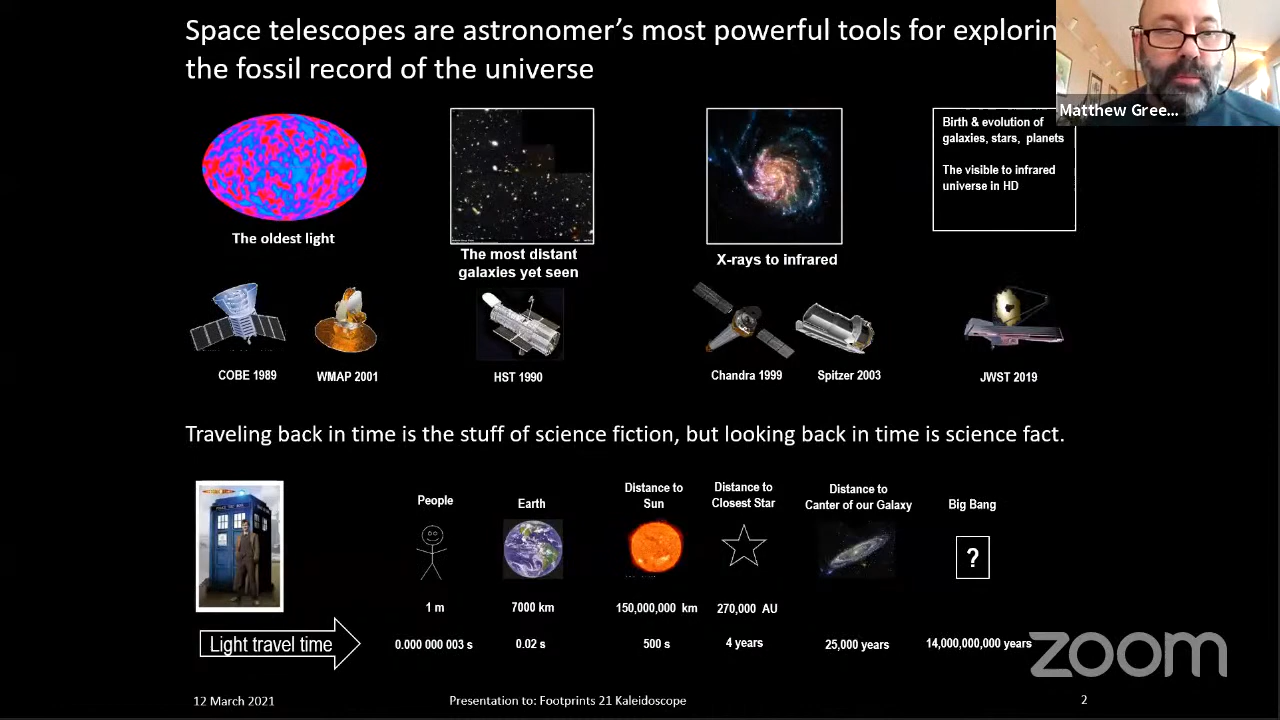 Space telescopes are astronomer’s most powerful tools for explorin
the fossil record of the universe
Matthew Gree...
Birth & evolution of
galaxies, stars, planets
The visible to infrared
universe in HD
The oldest light
The most distant
galaxies yet seen
X-rays to infrared
COBE 1989
WMAP 2001
HST 1990
Chandra 1999
Spitzer 2003
JWST 2019
Traveling back in time is the stuff of science fiction, but looking back in time is science fact.
People
Earth
Distance to
Sun
Distance to
Closest Star
Distance to
Canter of our Galaxy
Big Bang
?
1 m
7000 km
150,000,000 km
270,000 AU
Light travel time
0.000 000 003 s
0.02 s
500 s
4 years
25,000 years
14,000,000,000 years
zoom
12 March 2021
Presentation to: Footprints 21 Kaleidoscope
2